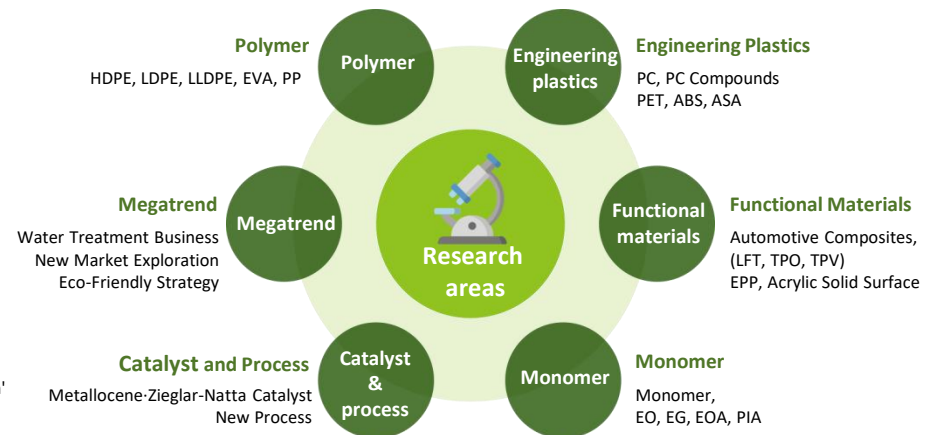 Polymer
HDPE, LDPE, LLDPE, EVA, PP
Polymer
Engineering
plastics
Engineering Plastics
PC, PC Compounds
PET, ABS, ASA
Megatrend
Water Treatment Business
New Market Exploration
Eco-Friendly Strategy
Megatrend
Research
areas
Functional
materials
Functional Materials
Automotive Composites,
(LFT, TPO, TPV)
EPP, Acrylic Solid Surface
Catalyst and Process
Metallocene·Zieglar-Natta Catalyst
New Process
Catalyst
&
process
Monomer
Monomer
Monomer,
EO, EG, EOA, PIA